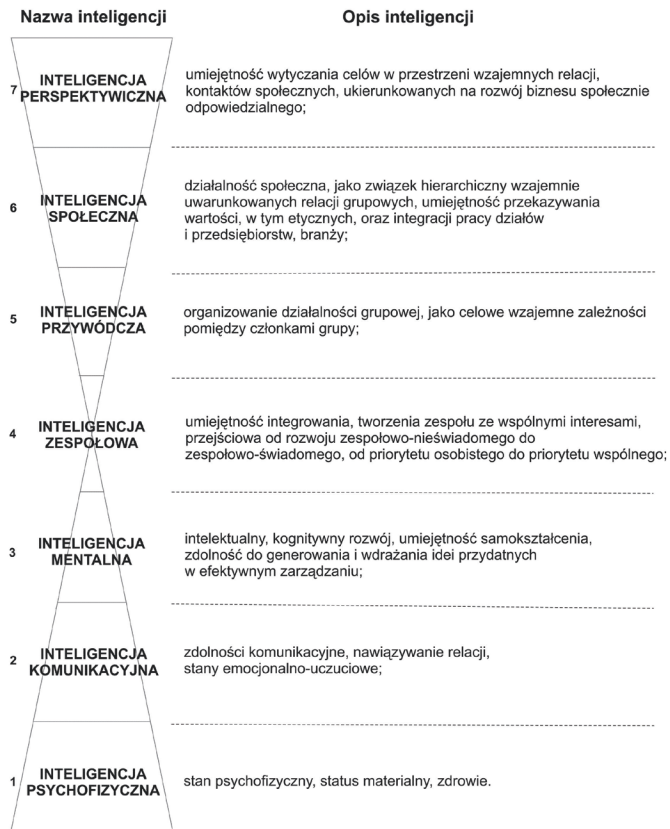 Nazwa inteligencji
Opis inteligencji
7
INTELIGENCJA
PERSPEKTYWICZNA
umiejętność wytyczania celów w przestrzeni wzajemnych relacji,
kontaktów społecznych, ukierunkowanych na rozwój biznesu społecznie
odpowiedzialnego;
6
INTELIGENCJA
SPOŁECZNA
działalność społeczna, jako związek hierarchiczny wzajemnie
uwarunkowanych relacji grupowych, umiejętność przekazywania
wartości, w tym etycznych, oraz integracji pracy działów
i przedsiębiorstw, branży;
5
INTELIGENCJA
PRZYWÓDCZA
organizowanie działalności grupowej, jako celowe wzajemne zależności
pomiędzy członkami grupy;
4
INTELIGENCJA
ZESPOŁOWA
umiejętność integrowania, tworzenia zespołu ze wspólnymi interesami,
przejściowa od rozwoju zespołowo-nieświadomego do
zespołowo-świadomego, od priorytetu osobistego do priorytetu wspólnego;
3
INTELIGENCJA
MENTALNA
intelektualny, kognitywny rozwój, umiejętność samokształcenia,
zdolność do generowania i wdrażania idei przydatnych
w efektywnym zarządzaniu;
2
INTELIGENCJA
KOMUNIKACYJNA
zdolności komunikacyjne, nawiązywanie relacji,
stany emocjonalno-uczuciowe;
1
INTELIGENCJA
PSYCHOFIZYCZNA
stan psychofizyczny, status materialny, zdrowie.